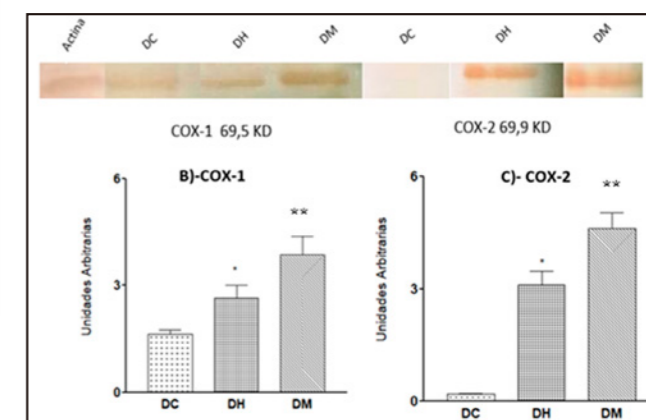 Actina DC DH DM DC DH DM
COX-1 69,5 KD COX-2 69,9 KD
B)-COX-1
6
3
0
Unidades Arbitrarias
*
**
DC DH DM
C)- COX-2
6
3
0
Unidades Arbitrarias
*
**
DC DH DM